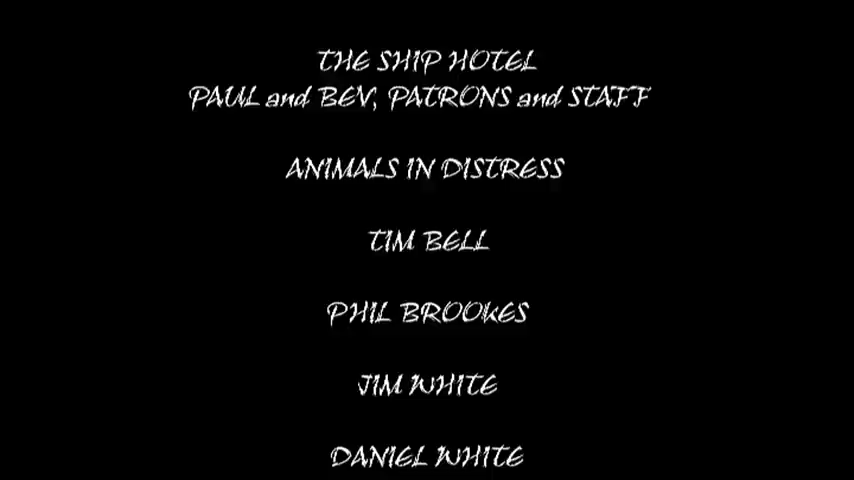 THE SHIP HOTEL
PAUL and BEV, PATRONS and STAFF
ANIMALS IN DISTRESS
TIM BELL
PHIL BROOKES
JIM WHITE
DANIEL WHITE